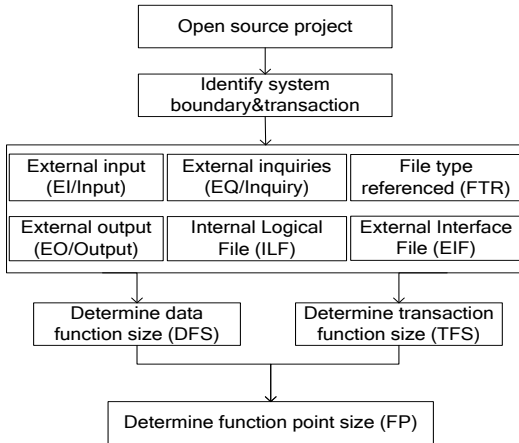 Open source project
Identify system
boundary&transaction
External input
(EI/Input)
External inquiries
(EQ/Inquiry)
File type
referenced (FTR)
External output
(EO/Output)
Internal Logical
File (ILF)
External Interface
File (EIF)
Determine data
function size (DFS)
Determine transaction
function size (TFS)
Determine function point size (FP)